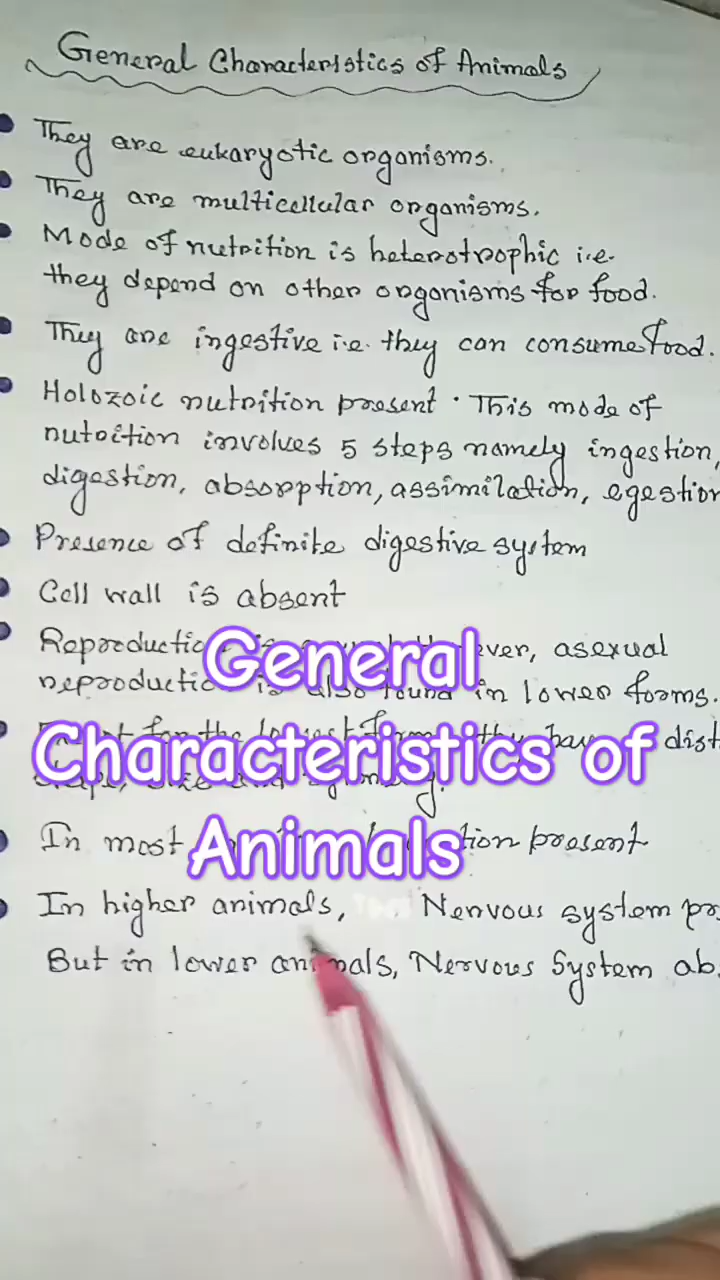 General Characteristics of Animals
They are eukaryotic organisms.
They are multicellular organisms.
Mode of nutrition is heterotrophic i.e.
they depend on other organisms for food.
They are ingestive i.e. they can consume food.
Holozoic nutrition present. This mode of
nutrition involves 5 steps namely ingestion,
digestion, absorption, assimilation, egestion
Presence of definite digestive system
Cell wall is absent
asexual
also found in lower forms.
General
Characteristics of
Animals
In most present
In higher animals, Nervous system
But in lower animals, Nervous System